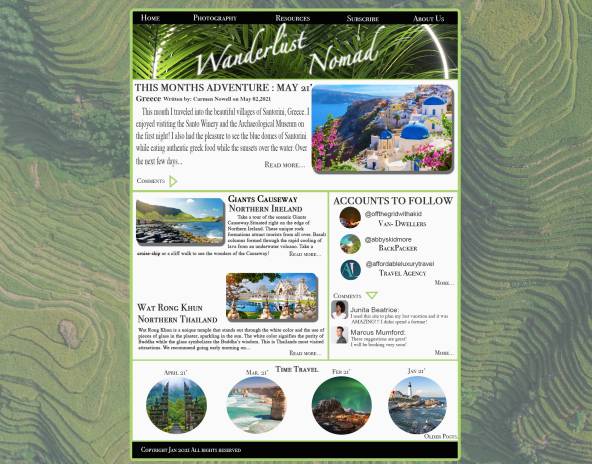 Home Photography Resources Subscribe About Us
Wanderlust Nomad
THIS MONTHS ADVENTURE : MAY 21'
Greece Written by: Carmen Nowell on May 02,2021
This month I traveled into the beautiful villages of Santorini, Greece. I
enjoyed visiting the Santo Winery and the Archaeological Museum on
the first night! I also had the pleasure to see the blue domes of Santorini
while eating authentic greek food while the sunsets over the water. Over
the next few days...
Read more...
Comments
Giants Causeway
Northern Ireland
Take a tour of the scenic Giants
Causeway. Situated right on the edge of
Northern Ireland. These unique rock
formations attract tourists from all over. Basalt
columns formed through the rapid cooling of
lava from an underwater volcano. Take a
cruise-ship or a cliff walk to see the wonders of the Causeway!
Read more...
Wat Rong Khun
Northern Thailand
Wat Rong Khun is a unique temple that stands out through the white color and the use of
pieces of glass in the plaster, sparkling in the sun. The white color signifies the purity of
Buddha while the glass symbolizes the Buddha's wisdom. This is Thailands most visited
attractions. We recommend going early morning on...
Read more...
ACCOUNTS TO FOLLOW
@offthegridwithakid
Van- Dwellers
@abbyskidmore
BackPacker
@affordableluxurytravel
Travel Agency
More...
Comments
Junita Beatrice:
I used this site to plan my last vacation and it was
AMAZING!! I
Marcus Mumford:
These suggestions are great!
I will be booking very soon!
More...
Time Travel
April 21' Mar. 21' Feb 21' Jan 21'
Older Posts
Copyright Jan 2021 All rights reserved